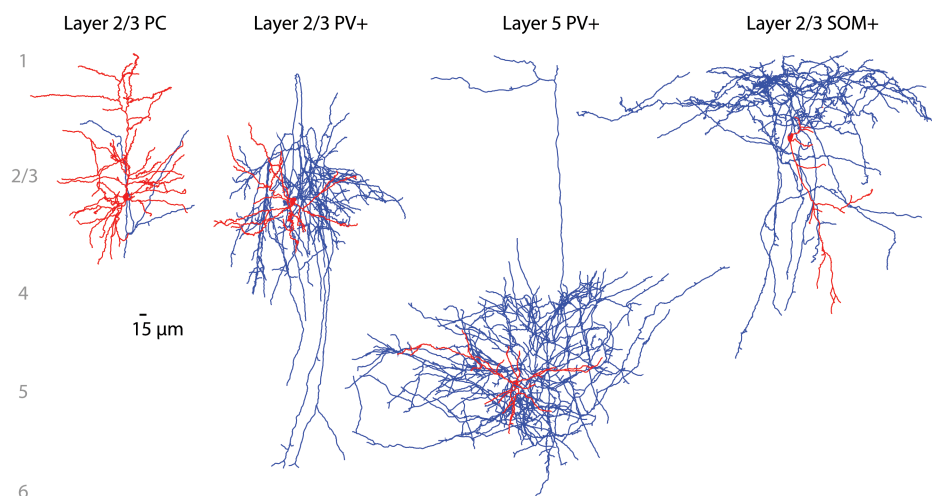 Layer 2/3 PC
Layer 2/3 PV+
Layer 5 PV+
Layer 2/3 SOM+
1
2/3
4
15 μm
5
6